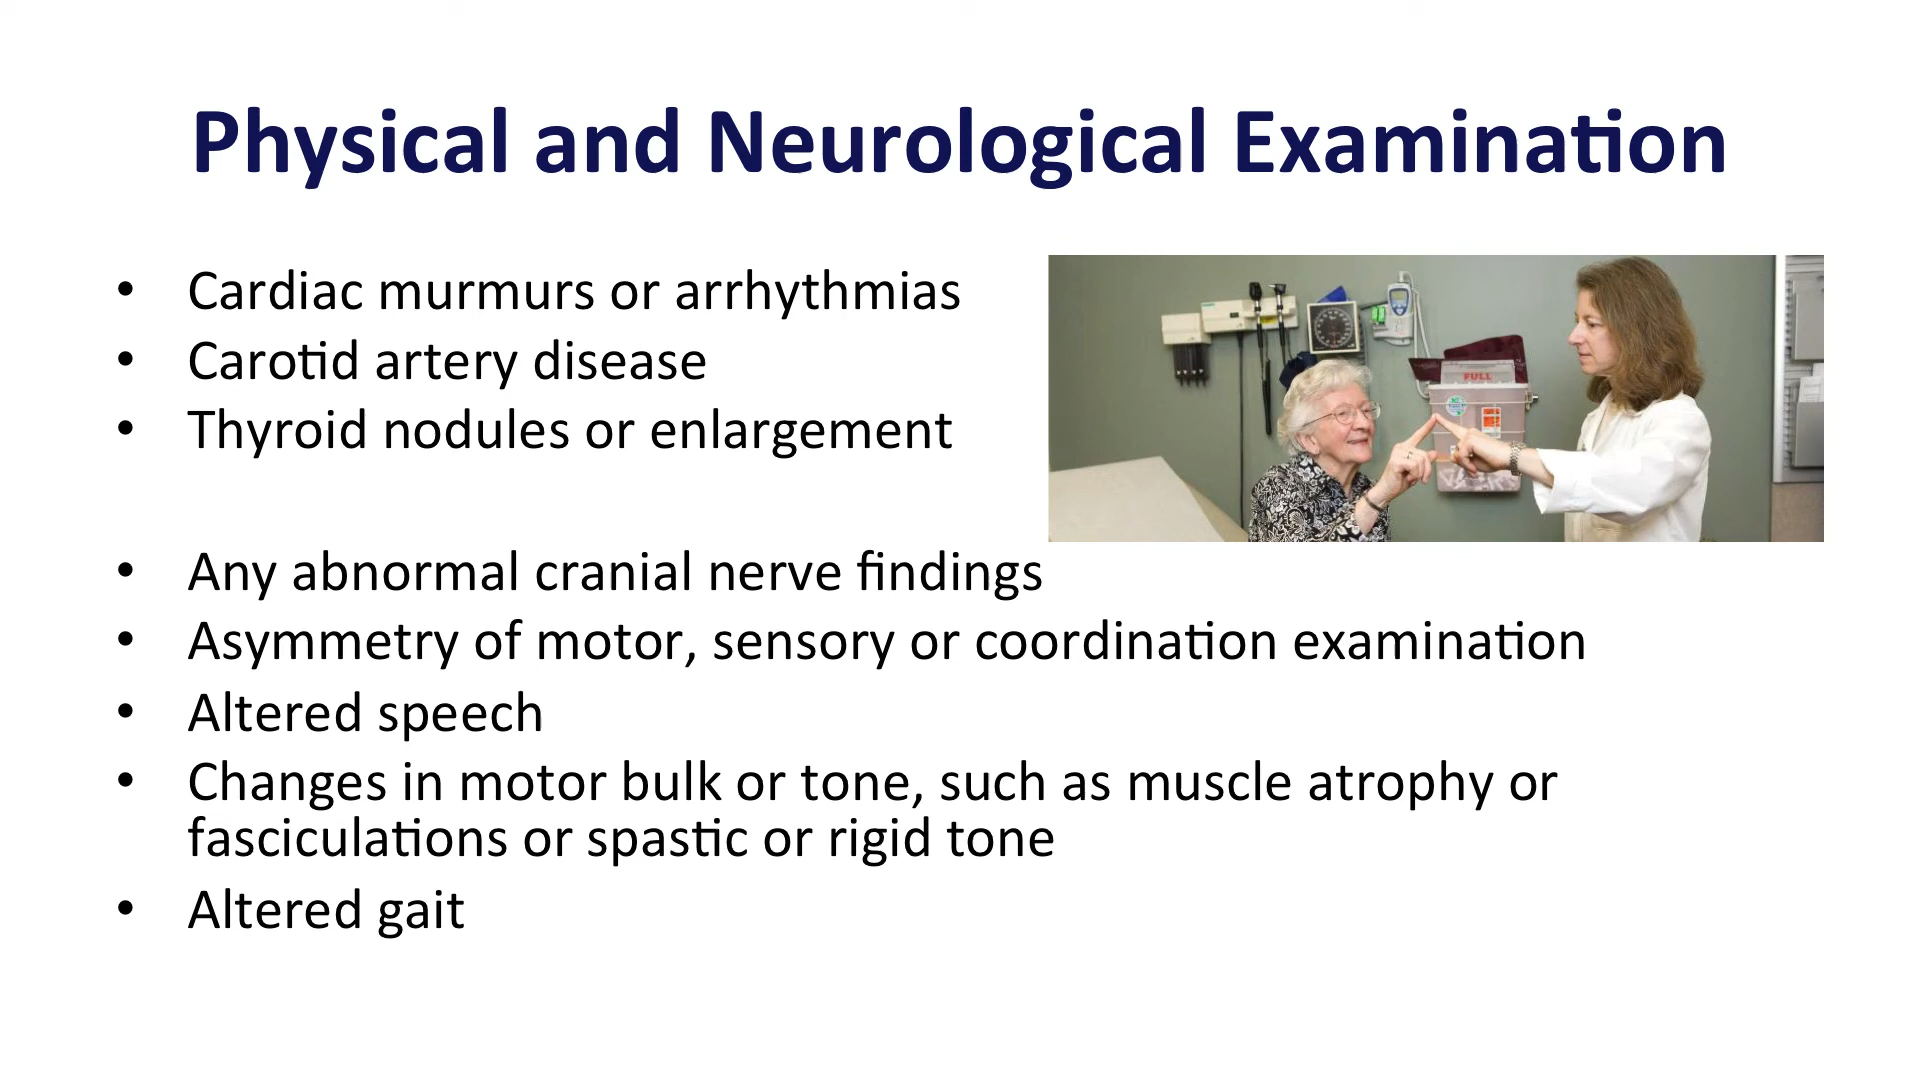 Physical and Neurological Examination
• Cardiac murmurs or arrhythmias
• Carotid artery disease
• Thyroid nodules or enlargement
FULL
• Any abnormal cranial nerve findings
• Asymmetry of motor, sensory or coordination examination
• Altered speech
• Changes in motor bulk or tone, such as muscle atrophy or
fasciculations or spastic or rigid tone
• Altered gait